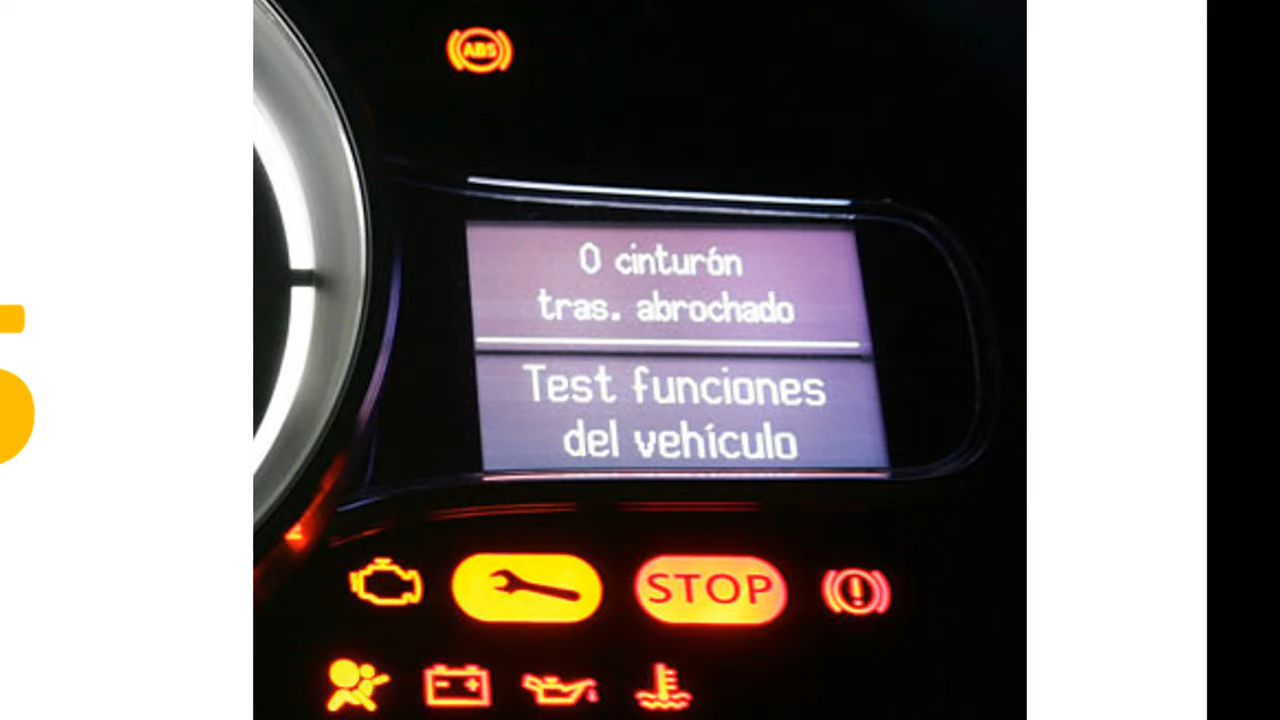 ABS
0 cinturón
tras. abrochado
Test funciones
del vehículo
STOP